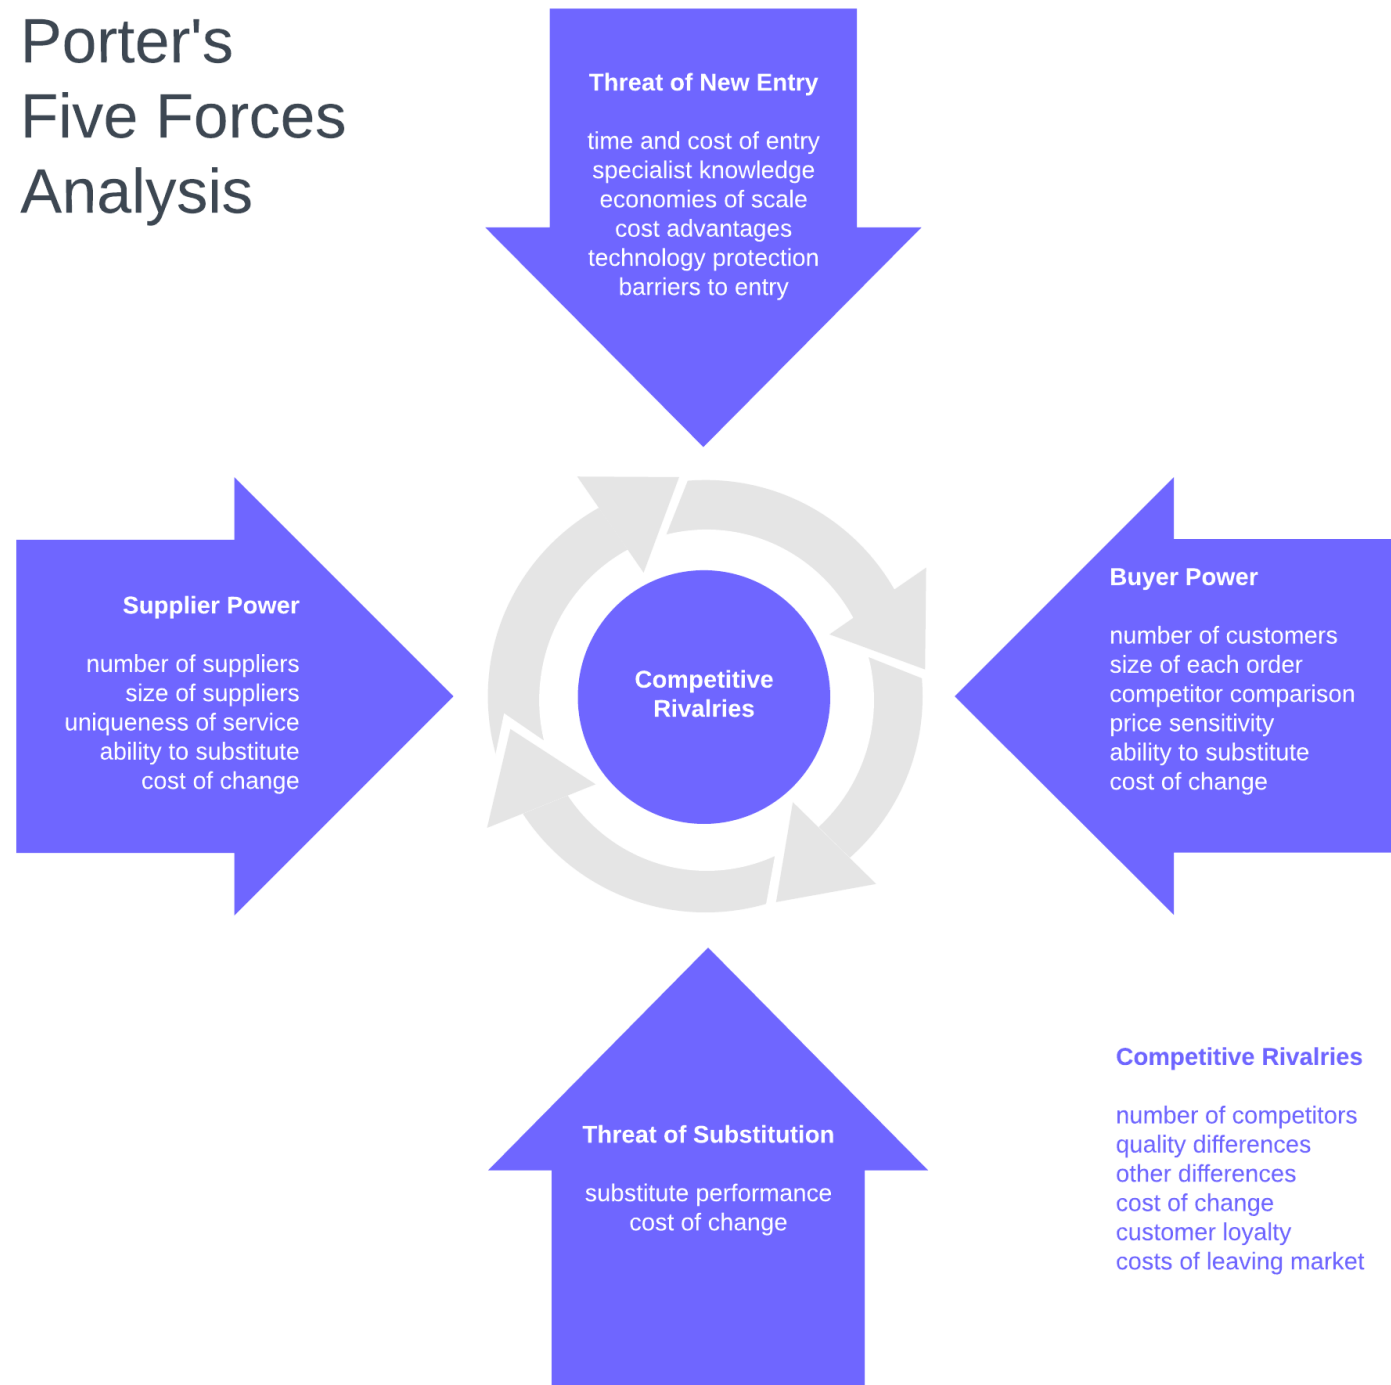 Porter's
Five Forces
Analysis
Threat of New Entry
time and cost of entry
specialist knowledge
economies of scale
cost advantages
technology protection
barriers to entry
Supplier Power
number of suppliers
size of suppliers
uniqueness of service
ability to substitute
cost of change
Competitive
Rivalries
Buyer Power
number of customers
size of each order
competitor comparison
price sensitivity
ability to substitute
cost of change
Threat of Substitution
substitute performance
cost of change
Competitive Rivalries
number of competitors
quality differences
other differences
cost of change
customer loyalty
costs of leaving market